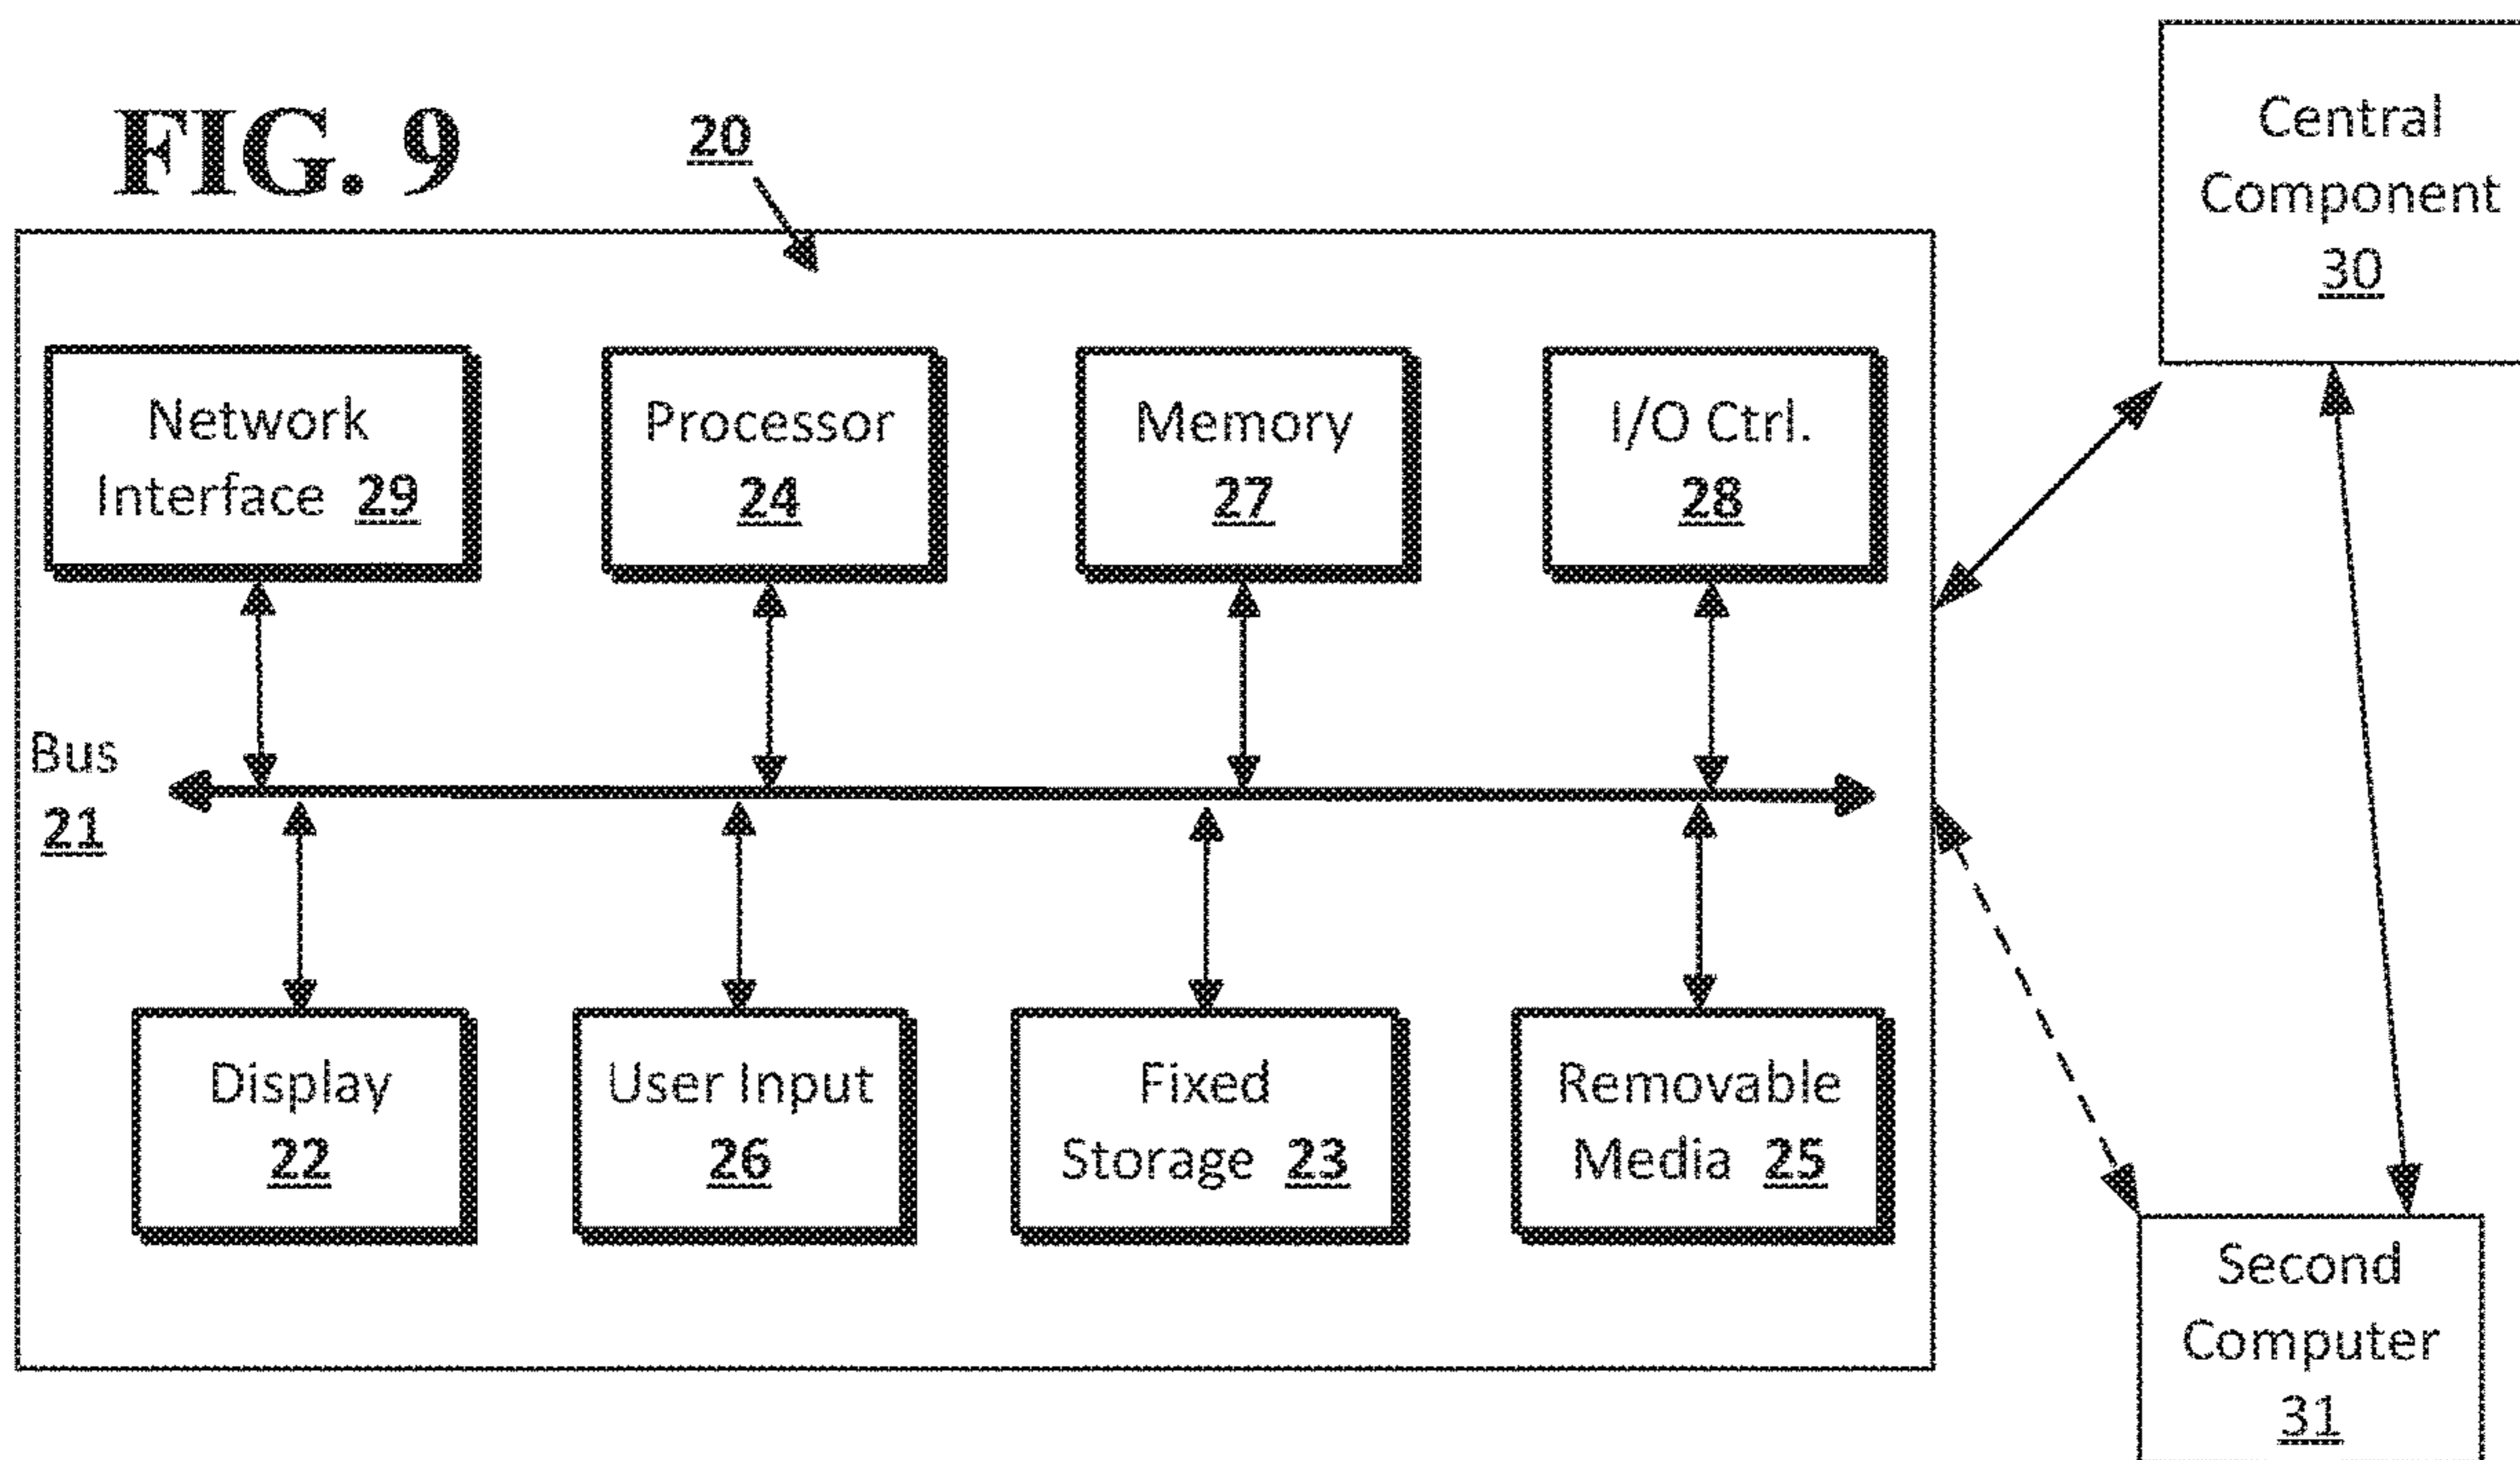 FIG. 9
20
Central
Component
30
Network
Interface 29
Processor
24
Memory
27
I/O Ctrl.
28
Bus
21
Display
22
User Input
26
Fixed
Storage 23
Removable
Media 25
Second
Computer
31